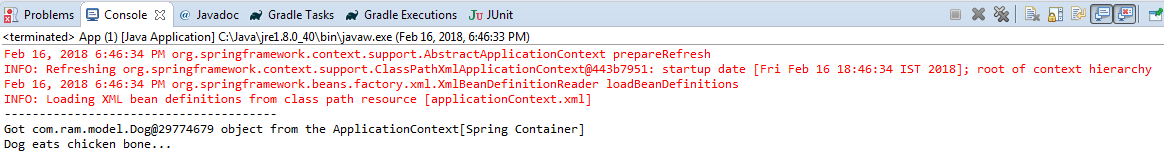 Problems Console Javadoc Gradle Tasks Gradle Executions JUnit
<terminated> App (1) [Java Application] C:\Java\jre1.8.0_40\bin\javaw.exe (Feb 16, 2018, 6:46:33 PM)
Feb 16, 2018 6:46:34 PM org.springframework.context.support.AbstractApplicationContext prepareRefresh
INFO: Refreshing org.springframework.context.support.ClassPathXmlApplicationContext@443b7951: startup date [Fri Feb 16 18:46:34 IST 2018]; root of context hierarchy
Feb 16, 2018 6:46:34 PM org.springframework.beans.factory.xml.XmlBeanDefinitionReader loadBeanDefinitions
INFO: Loading XML bean definitions from class path resource [applicationContext.xml]
---------------------------------------
Got com.ram.model.Dog@29774679 object from the ApplicationContext[Spring Container]
Dog eats chicken bone...